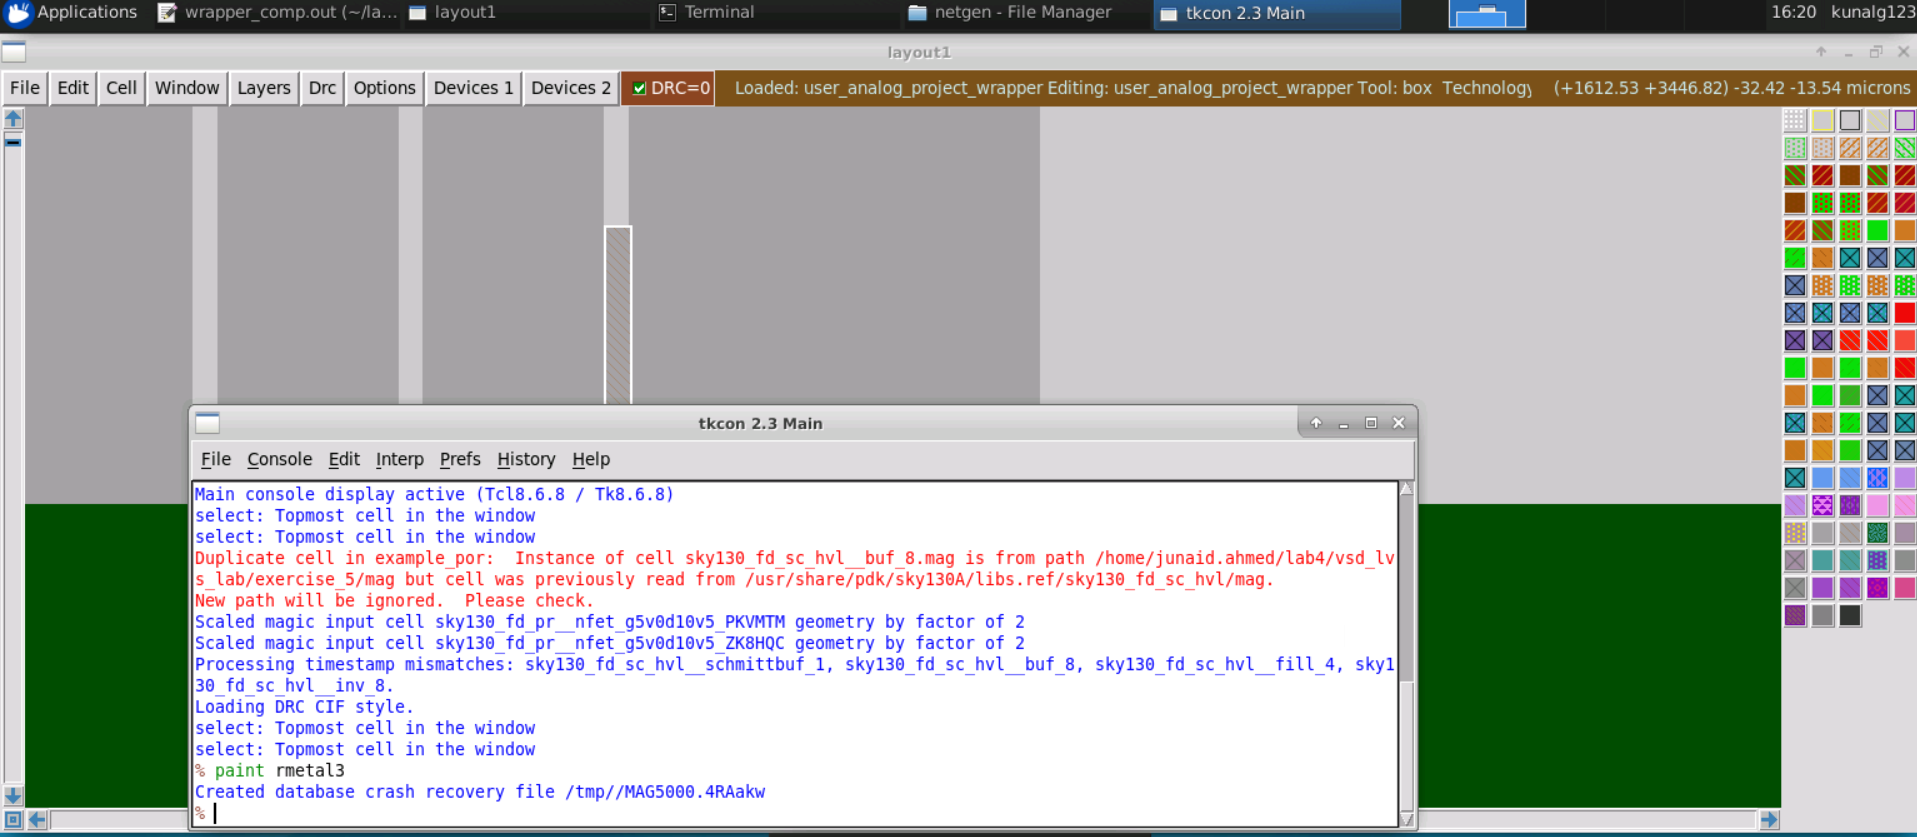 Applications wrapper_comp.out (~/la... layout1 Terminal netgen - File Manager tkcon 2.3 Main 16:20 kunalg123
layout1
File Edit Cell Window Layers Drc Options Devices 1 Devices 2 DRC=0 Loaded: user_analog_project_wrapper Editing: user_analog_project_wrapper Tool: box Technology (+1612.53 +3446.82) -32.42 -13.54 microns
tkcon 2.3 Main
File Console Edit Interp Prefs History Help
Main console display active (Tcl8.6.8 / Tk8.6.8)
select: Topmost cell in the window
select: Topmost cell in the window
Duplicate cell in example_por:  Instance of cell sky130_fd_sc_hvl__buf_8.mag is from path /home/junaid.ahmed/lab4/vsd_lv
s_lab/exercise_5/mag but cell was previously read from /usr/share/pdk/sky130A/libs.ref/sky130_fd_sc_hvl/mag.
New path will be ignored.  Please check.
Scaled magic input cell sky130_fd_pr__nfet_g5v0d10v5_PKVMTM geometry by factor of 2
Scaled magic input cell sky130_fd_pr__nfet_g5v0d10v5_ZK8HQC geometry by factor of 2
Processing timestamp mismatches: sky130_fd_sc_hvl__schmittbuf_1, sky130_fd_sc_hvl__buf_8, sky130_fd_sc_hvl__fill_4, sky1
30_fd_sc_hvl__inv_8.
Loading DRC CIF style.
select: Topmost cell in the window
select: Topmost cell in the window
% paint rmetal3
Created database crash recovery file /tmp//MAG5000.4RAakw
%